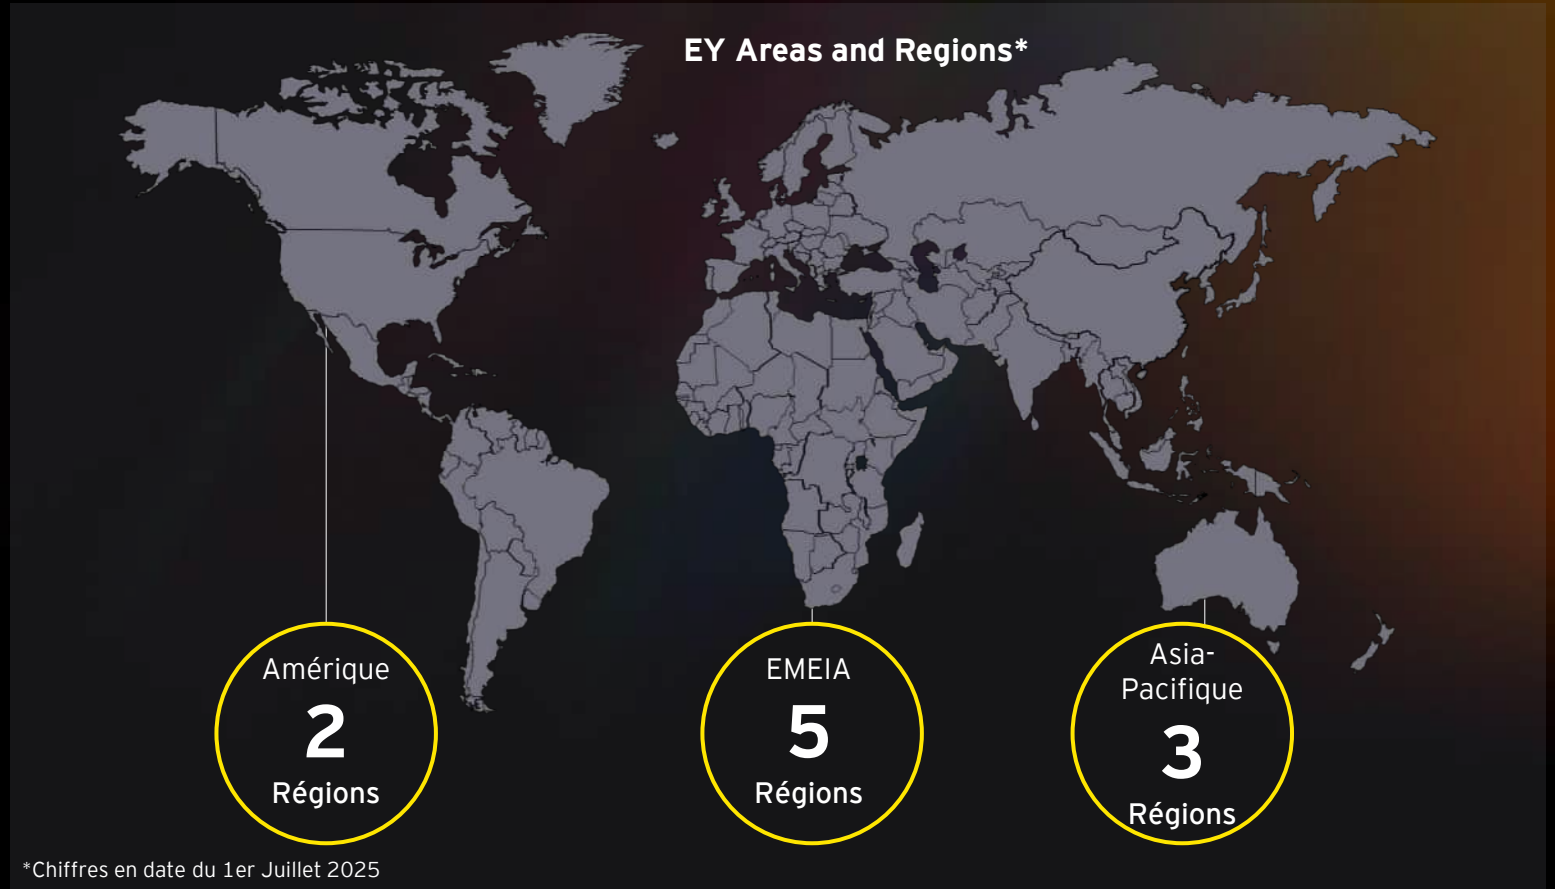 EY Areas and Regions*
Amérique
2
Régions
EMEIA
5
Régions
Asia-
Pacifique
3
Régions
*Chiffres en date du 1er Juillet 2025